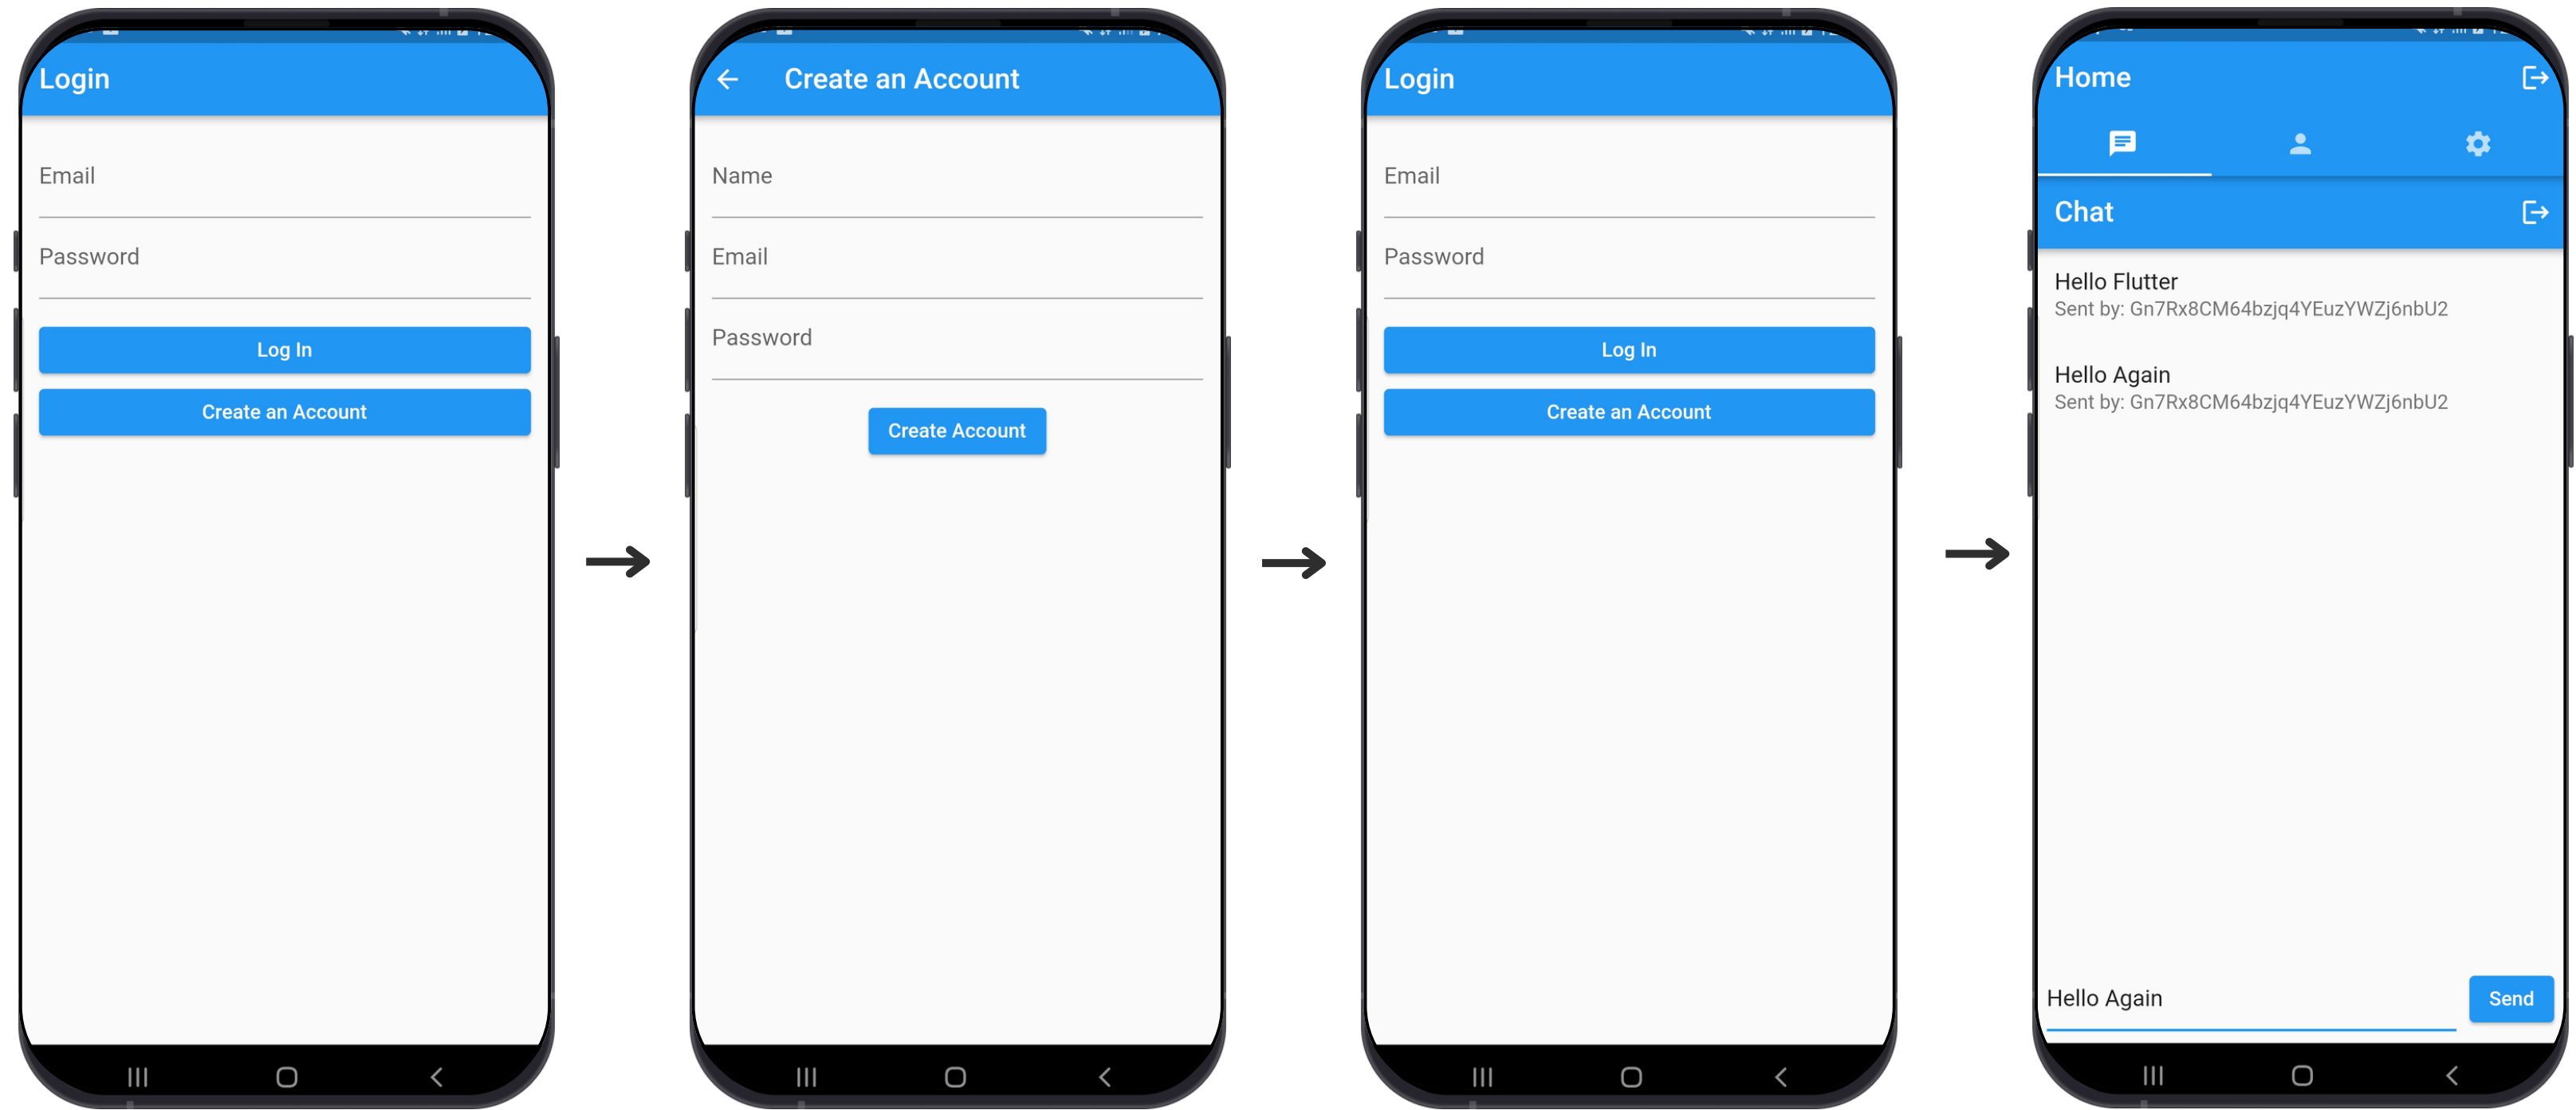 Login
Email
Password
Log In
Create an Account
Create an Account
Name
Email
Password
Create Account
Login
Email
Password
Log In
Create an Account
Home
Chat
Hello Flutter
Sent by: Gn7Rx8CM64bzjq4YEuzYWZj6nbU2
Hello Again
Sent by: Gn7Rx8CM64bzjq4YEuzYWZj6nbU2
Hello Again
Send